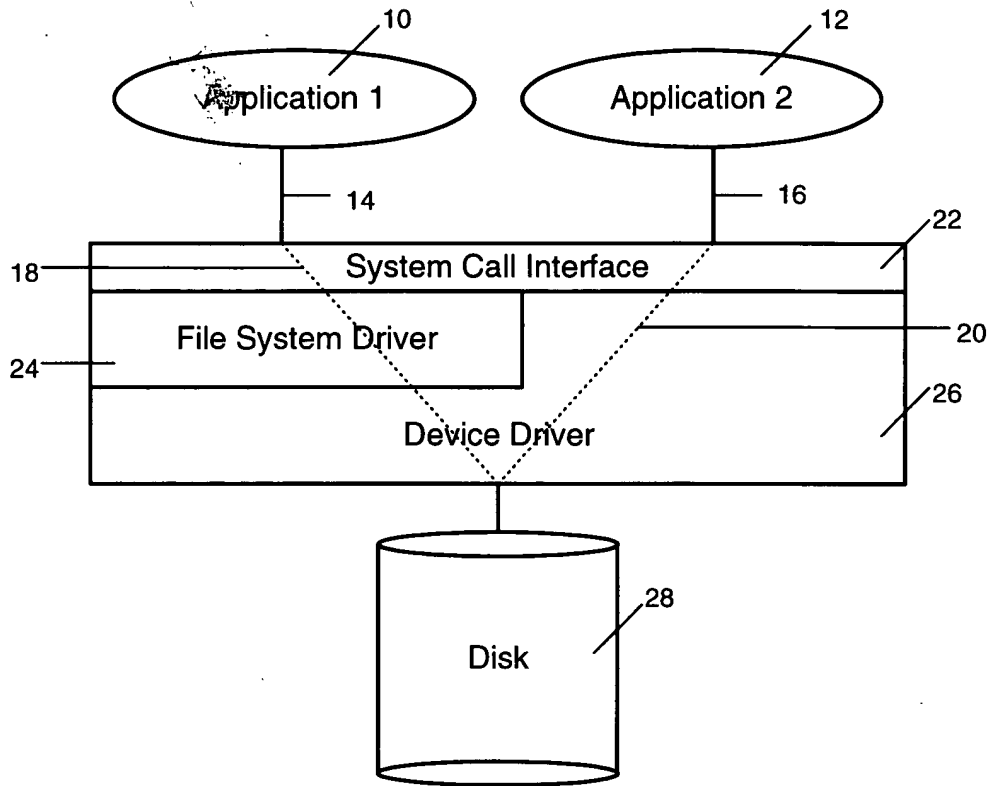 10
12
Application 1
Application 2
14
16
22
18
System Call Interface
File System Driver
20
24
26
Device Driver
28
Disk